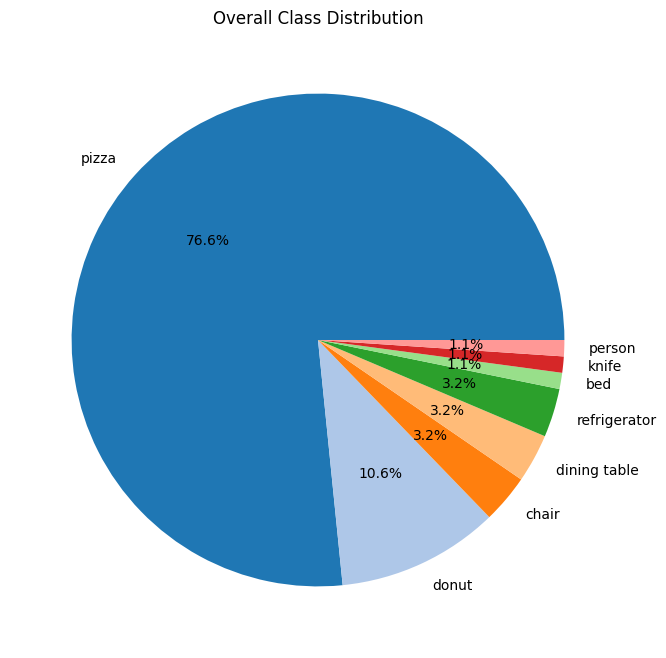 Overall Class Distribution
pizza
76.6%
1.1%
person
1.1%
knife
1.1%
bed
3.2%
refrigerator
3.2%
dining table
3.2%
chair
10.6%
donut